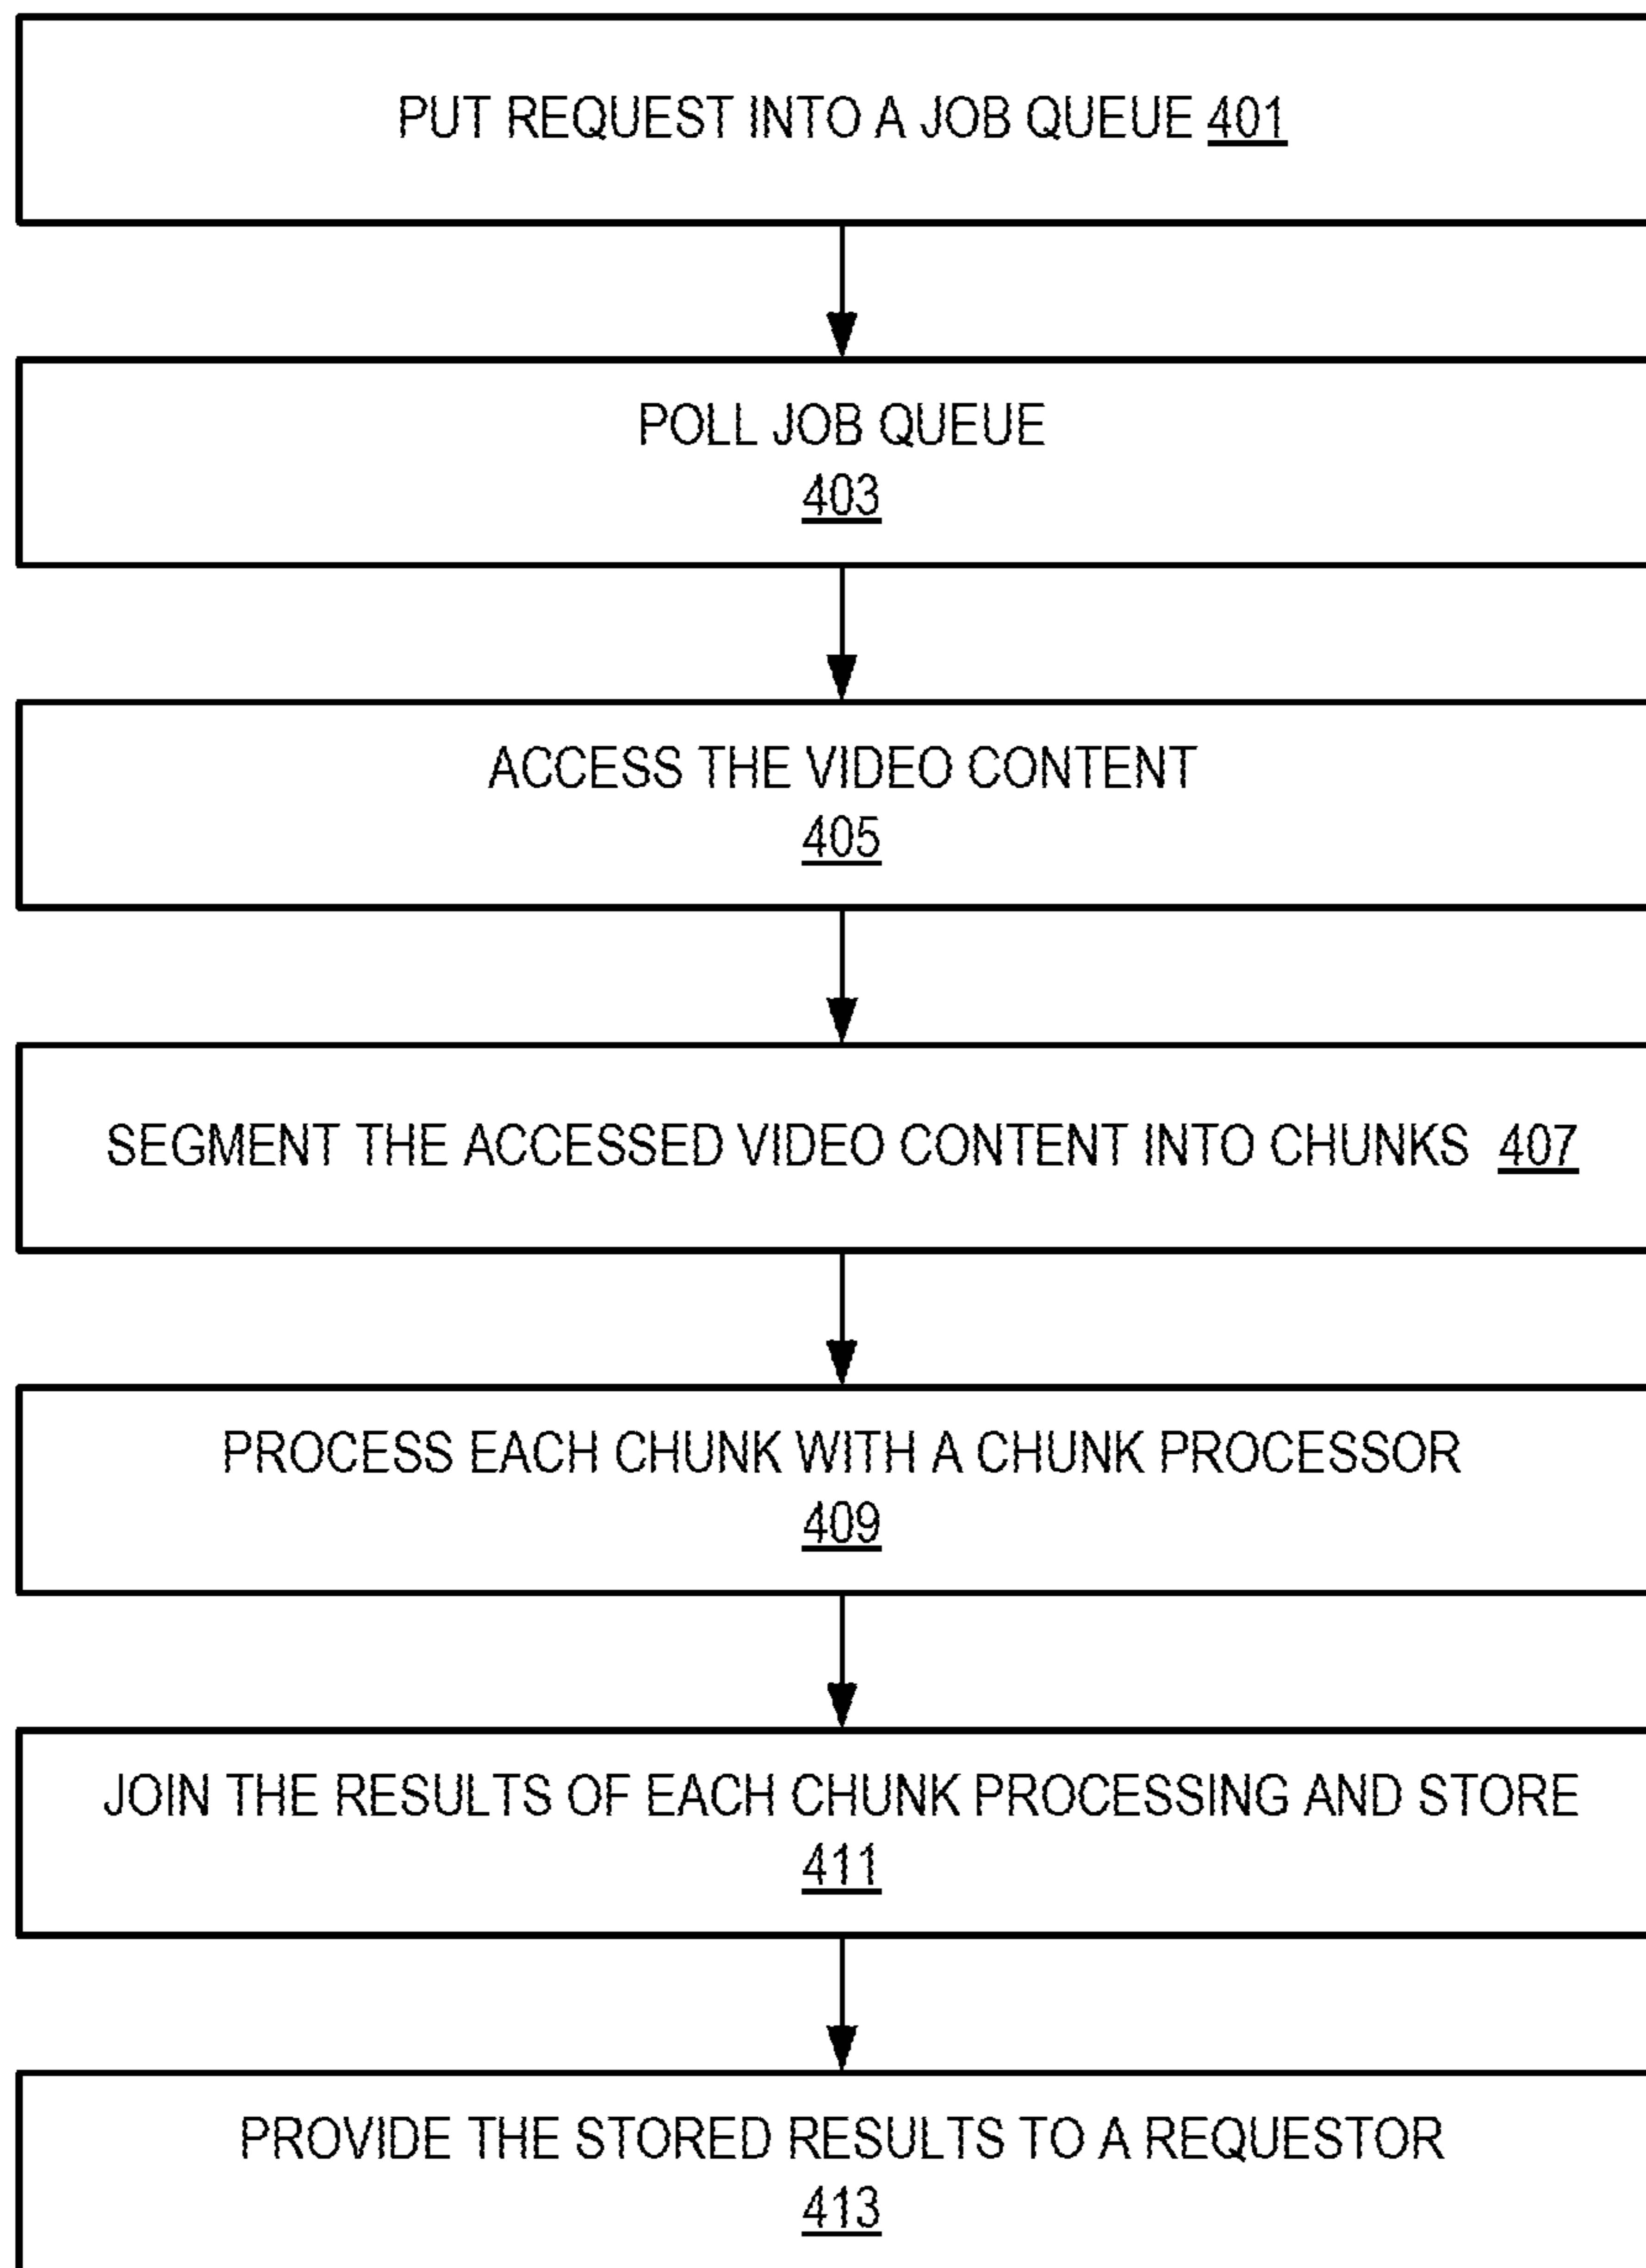 PUT REQUEST INTO A JOB QUEUE 401
POLL JOB QUEUE
403
ACCESS THE VIDEO CONTENT
405
SEGMENT THE ACCESSED VIDEO CONTENT INTO CHUNKS 407
PROCESS EACH CHUNK WITH A CHUNK PROCESSOR
409
JOIN THE RESULTS OF EACH CHUNK PROCESSING AND STORE
411
PROVIDE THE STORED RESULTS TO A REQUESTOR
413